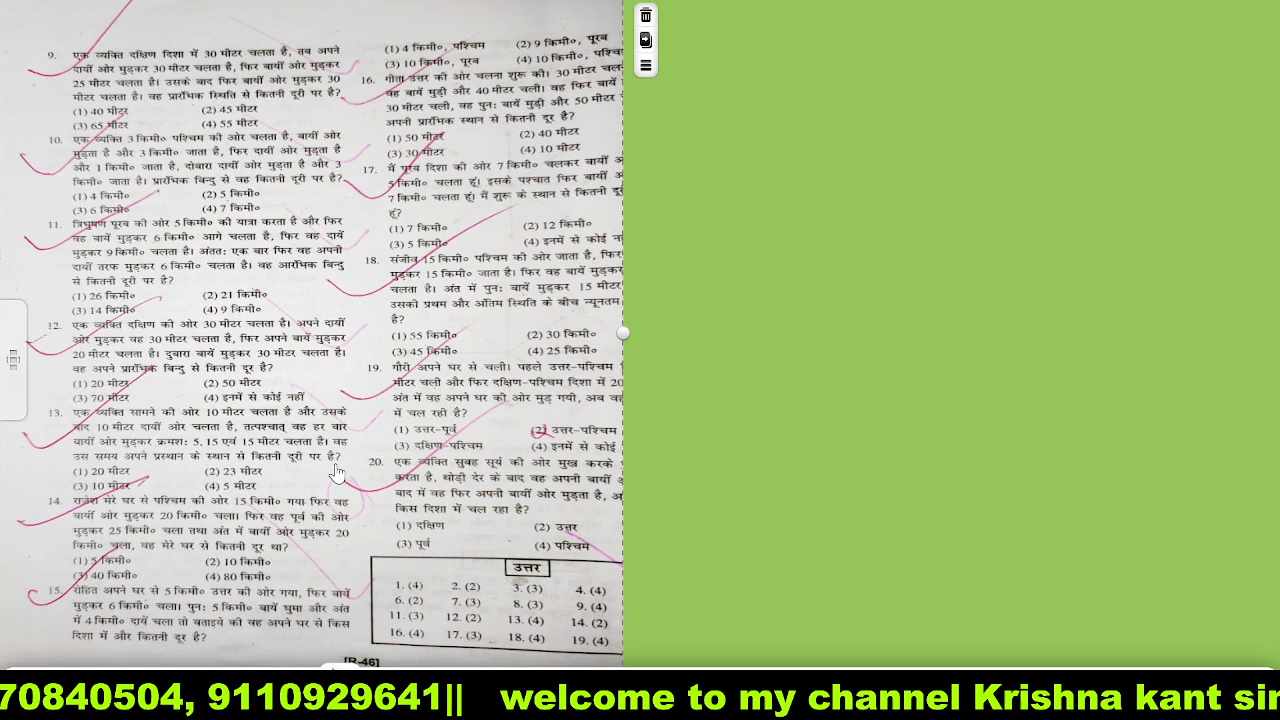 9. एक व्यक्ति दक्षिण दिशा में 30 मीटर चलता है, तब अपने
दायीं ओर मुड़कर 30 मीटर चलता है, फिर बायीं ओर मुड़कर
25 मीटर चलता है। उसके बाद फिर बायीं ओर मुड़कर 30
मीटर चलता है। वह प्रारंभिक स्थिति से कितनी दूरी पर है?
(1) 40 मीटर (2) 45 मीटर
(3) 65 मीटर (4) 55 मीटर
10. एक व्यक्ति 3 किमी० पश्चिम की ओर चलता है, बायीं ओर
मुड़ता है और 3 किमी० जाता है, फिर दायीं ओर मुड़ता है
और 1 किमी० जाता है, दोबारा दायीं ओर मुड़ता है और 3
किमी० जाता है। प्रारंभिक बिन्दु से वह कितनी दूरी पर है?
(1) 4 किमी० (2) 5 किमी०
(3) 6 किमी० (4) 7 किमी०
11. त्रिभुषण पूरब की ओर 5 किमी० की यात्रा करता है और फिर
वह बायें मुड़कर 6 किमी० आगे चलता है, फिर वह दायें
मुड़कर 9 किमी० चलता है। अंततः एक बार फिर वह अपनी
दायीं तरफ मुड़कर 6 किमी० चलता है। वह आरंभिक बिन्दु
से कितनी दूरी पर है?
(1) 26 किमी० (2) 21 किमी०
(3) 14 किमी० (4) 9 किमी०
12. एक व्यक्ति दक्षिण की ओर 30 मीटर चलता है। अपने दायीं
ओर मुड़कर वह 30 मीटर चलता है, फिर अपने बायें मुड़कर
20 मीटर चलता है। दुबारा बायें मुड़कर 30 मीटर चलता है।
वह अपने प्रारंभिक बिन्दु से कितनी दूर है?
(1) 20 मीटर (2) 50 मीटर
(3) 70 मीटर (4) इनमें से कोई नहीं
13. एक व्यक्ति सामने की ओर 10 मीटर चलता है और उसके
बाद 10 मीटर दायीं ओर चलता है, तत्पश्चात् वह हर बार
बायीं ओर मुड़कर क्रमशः 5, 15 एवं 15 मीटर चलता है। वह
उस समय अपने प्रस्थान के स्थान से कितनी दूरी पर है?
(1) 20 मीटर (2) 23 मीटर
(3) 10 मीटर (4) 5 मीटर
14. राजेश मेरे घर से पश्चिम की ओर 15 किमी० गया फिर वह
बायीं ओर मुड़कर 20 किमी० चला। फिर वह पूर्व की ओर
मुड़कर 25 किमी० चला तथा अंत में बायीं ओर मुड़कर 20
किमी० चला, वह मेरे घर से कितनी दूर था?
(1) 5 किमी० (2) 10 किमी०
(3) 40 किमी० (4) 80 किमी०
15. रोहित अपने घर से 5 किमी० उत्तर की ओर गया, फिर बायें
मुड़कर 6 किमी० चला। पुनः 5 किमी० बायें घुमा और अंत
में 4 किमी० दायें चला तो बताइये की वह अपने घर से किस
दिशा में और कितनी दूर है?
(1) 4 किमी०, पश्चिम (2) 9 किमी०, पूरब
(3) 10 किमी०, पूरब (4) 10 किमी०,
16. गीता उत्तर की ओर चलना शुरू की। 30 मीटर
वह बायें मुड़ी और 40 मीटर चली। वह फिर बायें
30 मीटर चली, वह पुनः बायें मुड़ी और 50 मीटर
अपनी प्रारंभिक स्थान से कितनी दूर है?
(1) 50 मीटर (2) 40 मीटर
(3) 30 मीटर (4) 10 मीटर
17. मैं पूरब दिशा की ओर 7 किमी० चलकर बायीं
5 किमी० चलता हूं। इसके पश्चात फिर बायीं
7 किमी० चलता हूं। मैं शुरू के स्थान से कितनी
हूं?
(1) 7 किमी० (2) 12 किमी०
(3) 5 किमी० (4) इनमें से कोई
18. संजीव 15 किमी० पश्चिम की ओर जाता है, फिर
मुड़कर 15 किमी० जाता है। फिर वह बायें मुड़कर
चलता है। अंत में पुनः बायें मुड़कर 15 मीटर
उसकी प्रथम और अंतिम स्थिति के बीच न्यूनतम
है?
(1) 55 किमी० (2) 30 किमी०
(3) 45 किमी० (4) 25 किमी०
19. गौरी अपने घर से चली। पहले उत्तर-पश्चिम
मीटर चली और फिर दक्षिण-पश्चिम दिशा में 20
अंत में वह अपने घर की ओर मुड़ गयी, अब
में चल रही है?
(1) उत्तर-पूर्व (2) उत्तर-पश्चिम
(3) दक्षिण-पश्चिम (4) इनमें से कोई
20. एक व्यक्ति सुबह सूर्य की ओर मुख करके
करता है, थोड़ी देर के बाद वह अपनी बायीं
बाद में वह फिर अपनी बायीं ओर मुड़ता है,
किस दिशा में चल रहा है?
(1) दक्षिण (2) उत्तर
(3) पूर्व (4) पश्चिम
उत्तर
1. (4) 2. (2) 3. (3) 4. (4)
6. (2) 7. (3) 8. (3) 9. (4)
11. (3) 12. (2) 13. (4) 14. (2)
16. (4) 17. (3) 18. (4) 19. (4)
[R-46]
70840504, 9110929641|| welcome to my channel Krishna kant sir